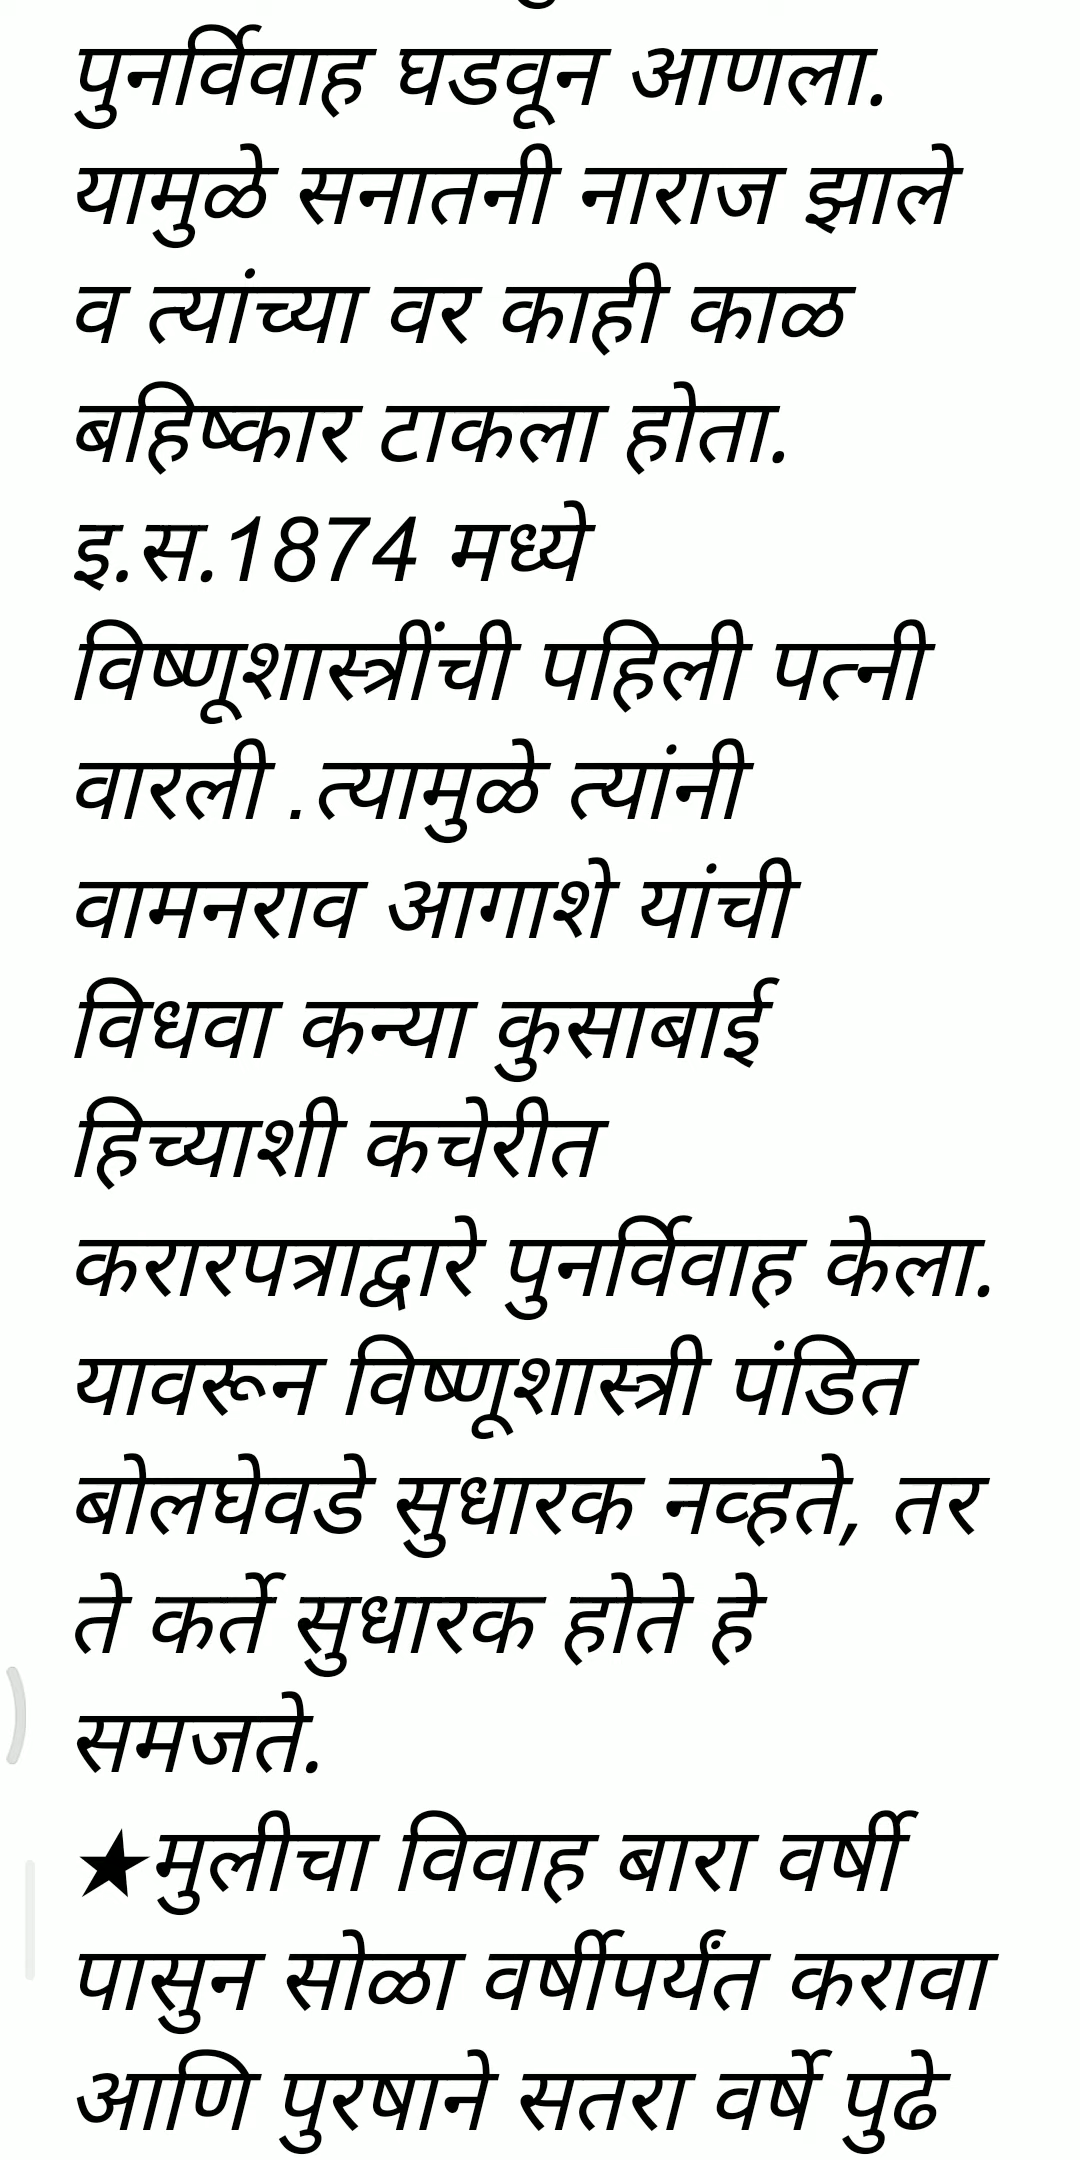 पुनर्विवाह घडवून आणला.
यामुळे सनातनी नाराज झाले
व त्यांच्या वर काही काळ
बहिष्कार टाकला होता.
इ.स.1874 मध्ये
विष्णूशास्त्रींची पहिली पत्नी
वारली .त्यामुळे त्यांनी
वामनराव आगाशे यांची
विधवा कन्या कुसाबाई
हिच्याशी कचेरीत
करारपत्राद्वारे पुनर्विवाह केला.
यावरून विष्णूशास्त्री पंडित
बोलघेवडे सुधारक नव्हते, तर
ते कर्ते सुधारक होते हे
समजते.
★मुलीचा विवाह बारा वर्षी
पासुन सोळा वर्षीपर्यंत करावा
आणि पुरषाने सतरा वर्षे पुढे